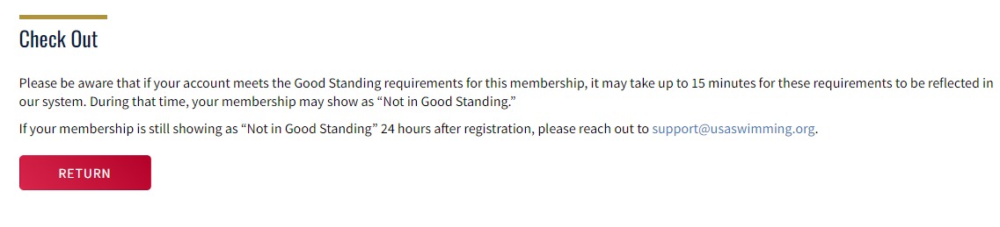 Check Out
Please be aware that if your account meets the Good Standing requirements for this membership, it may take up to 15 minutes for these requirements to be reflected in
our system. During that time, your membership may show as “Not in Good Standing.”
If your membership is still showing as “Not in Good Standing” 24 hours after registration, please reach out to support@usaswimming.org.
RETURN